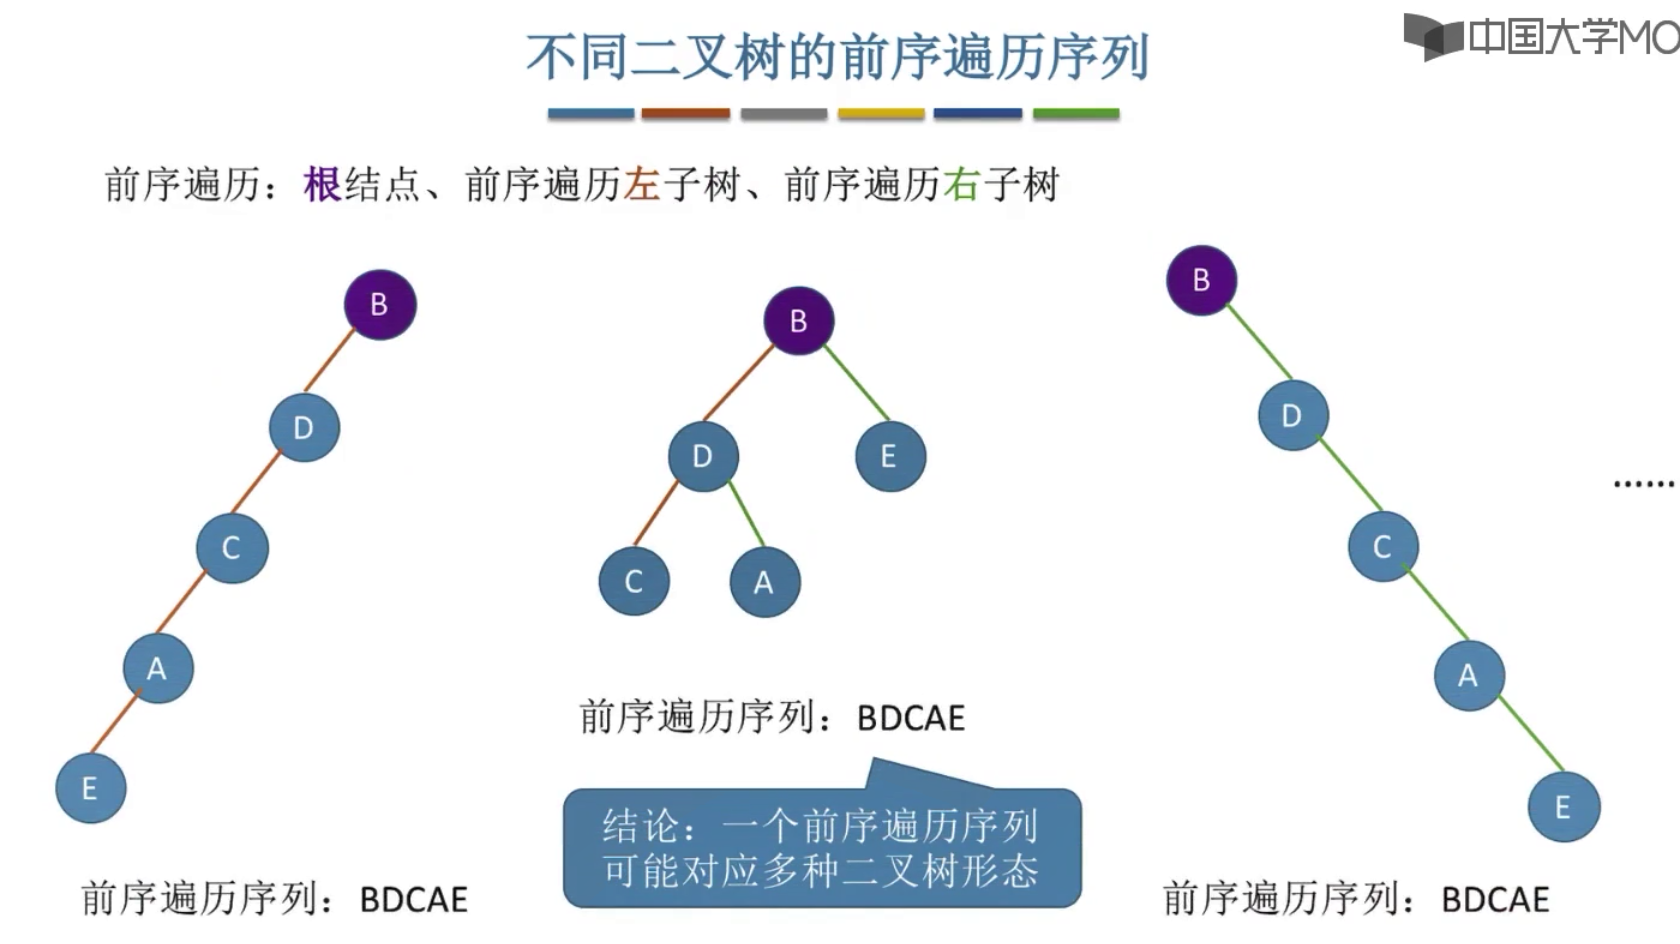 中国大学MO
不同二叉树的前序遍历序列
前序遍历：根结点、前序遍历左子树、前序遍历右子树
B
D
C
A
E
前序遍历序列：BDCAE
B
D
E
C
A
前序遍历序列：BDCAE
结论：一个前序遍历序列
可能对应多种二叉树形态
B
D
C
A
E
前序遍历序列：BDCAE
……